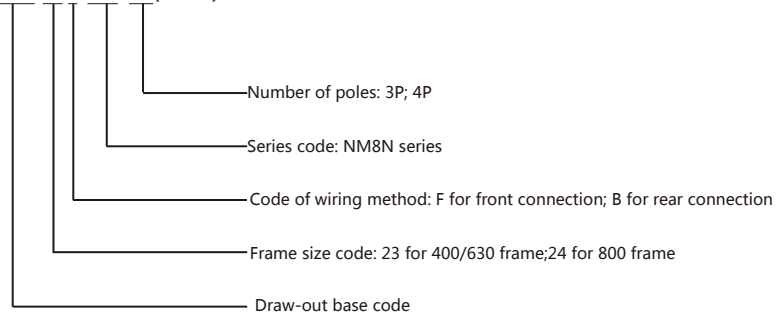 Number of poles: 3P; 4P
Series code: NM8N series
Code of wiring method: F for front connection; B for rear connection
Frame size code: 23 for 400/630 frame;24 for 800 frame
Draw-out base code